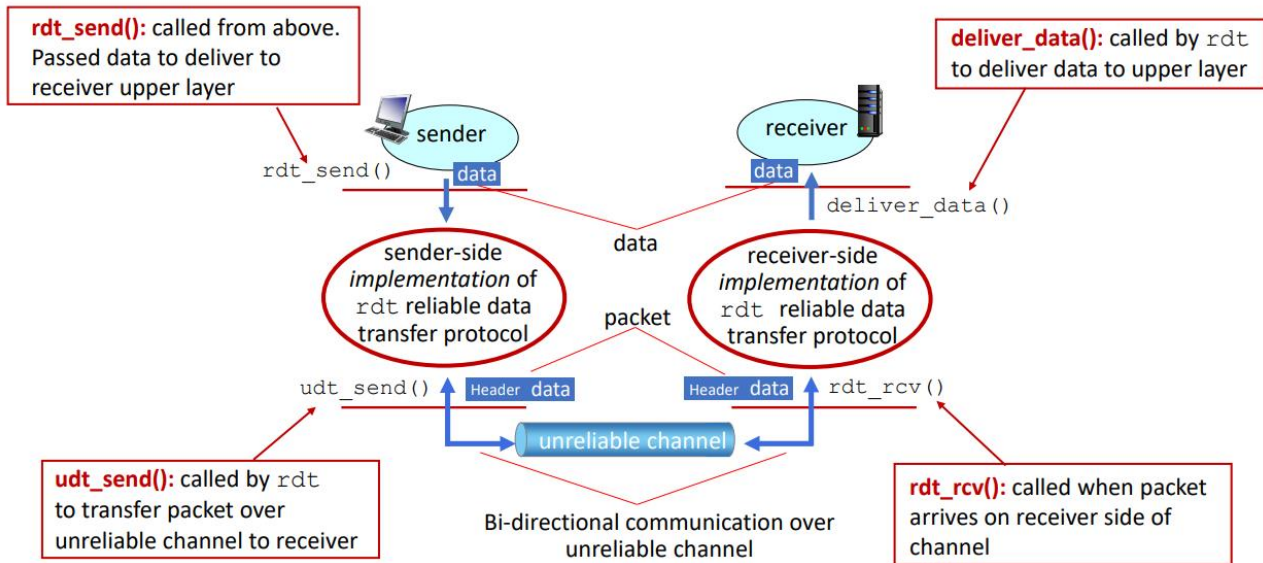 rdt_send(): called from above.
Passed data to deliver to
receiver upper layer
deliver_data(): called by rdt
to deliver data to upper layer
sender
receiver
rdt_send()
data
data
deliver_data()
data
sender-side
implementation of
rdt reliable data
transfer protocol
receiver-side
implementation of
rdt reliable data
transfer protocol
packet
udt_send()
Header data
Header data
rdt_rcv()
unreliable channel
udt_send(): called by rdt
to transfer packet over
unreliable channel to receiver
Bi-directional communication over
unreliable channel
rdt_rcv(): called when packet
arrives on receiver side of
channel